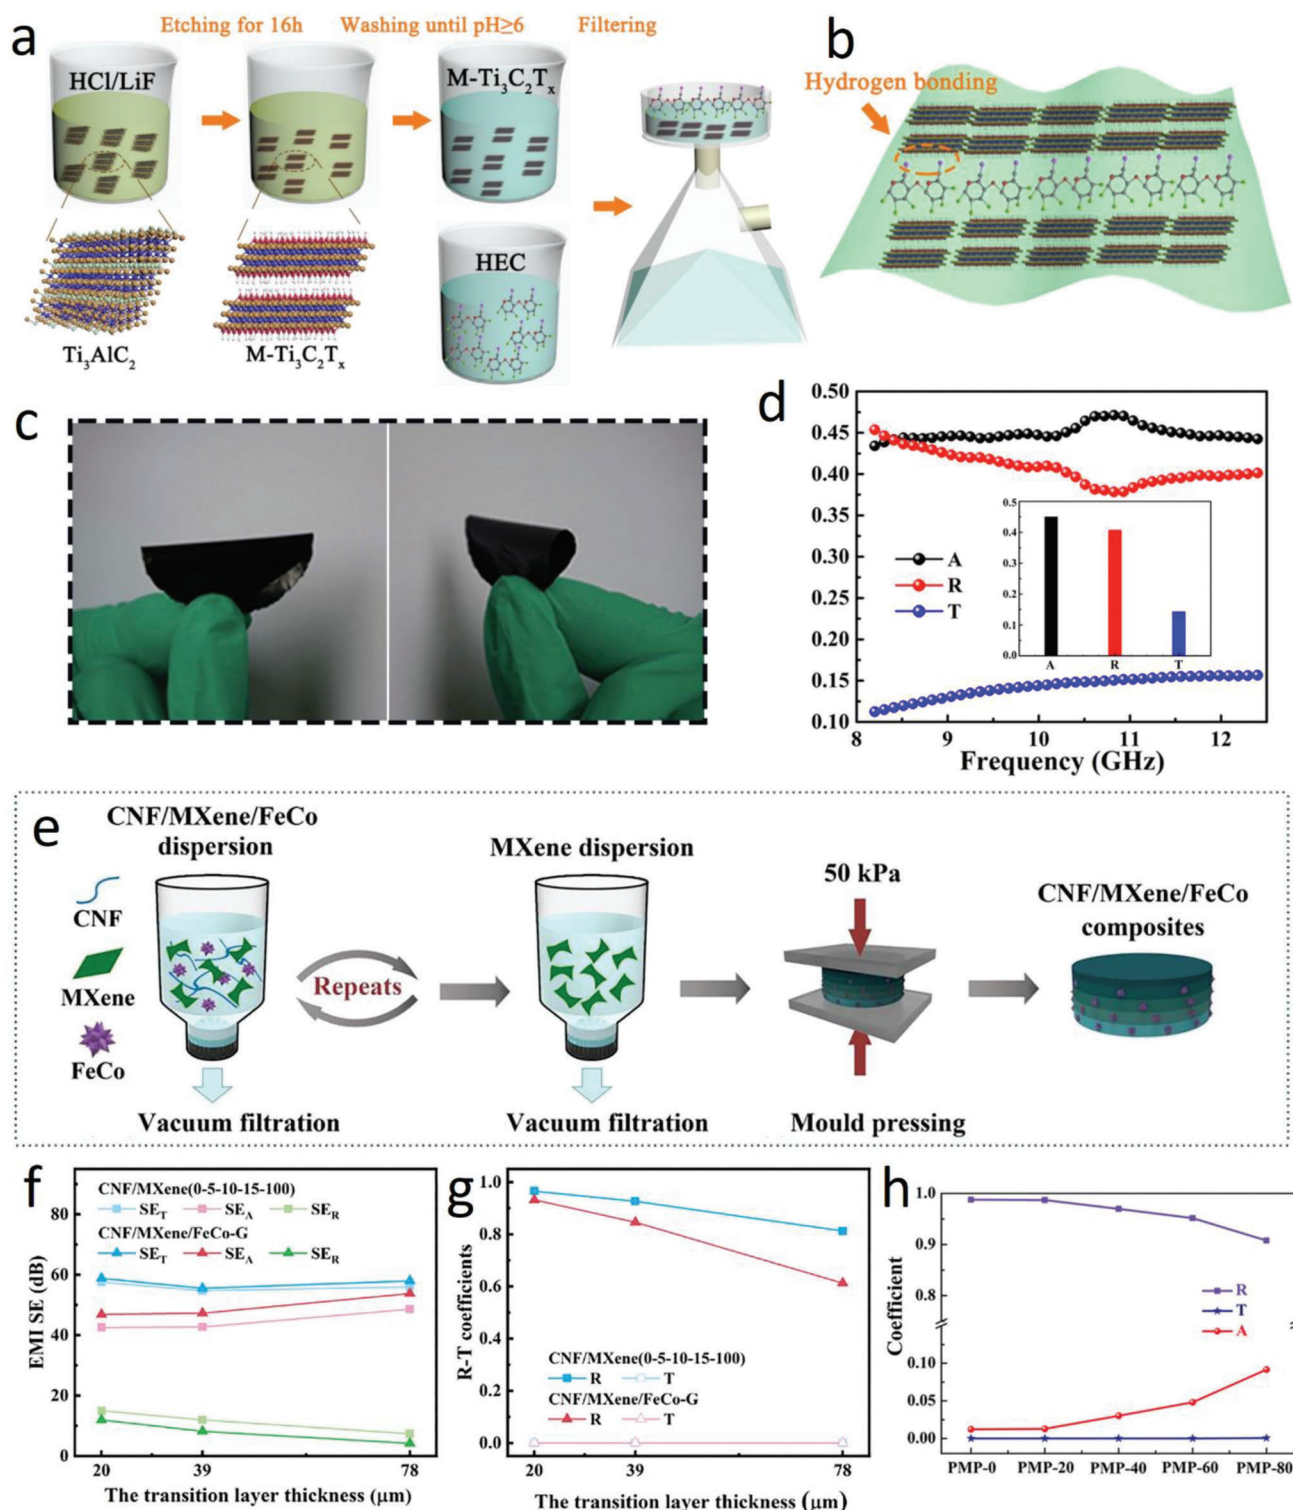 a
Etching for 16h
Washing until pH≥6
Filtering
HCl/LiF
M-Ti₃C₂Tₓ
HEC
Ti₃AlC₂
M-Ti₃C₂Tₓ
b
Hydrogen bonding
c
d
0.50
0.45
0.40
0.35
0.30
0.25
0.20
0.15
0.10
A
R
T
0.5
0.4
0.3
0.2
0.1
0.0
A R T
8 9 10 11 12
Frequency (GHz)
e
CNF/MXene/FeCo
dispersion
CNF
MXene
FeCo
Vacuum filtration
Repeats
MXene dispersion
Vacuum filtration
50 kPa
Mould pressing
CNF/MXene/FeCo
composites
f
EMI SE (dB)
80
60
40
20
0
CNF/MXene(0-5-10-15-100)
SE_T SE_A SE_R
CNF/MXene/FeCo-G
SE_T SE_A SE_R
20 39 78
The transition layer thickness (μm)
g
R-T coefficients
1.0
0.8
0.6
0.4
0.2
0.0
CNF/MXene(0-5-10-15-100)
R T
CNF/MXene/FeCo-G
R T
20 39 78
The transition layer thickness (μm)
h
Coefficient
1.0
0.9
0.8
0.10
0.05
0.00
R
T
A
PMP-0 PMP-20 PMP-40 PMP-60 PMP-80